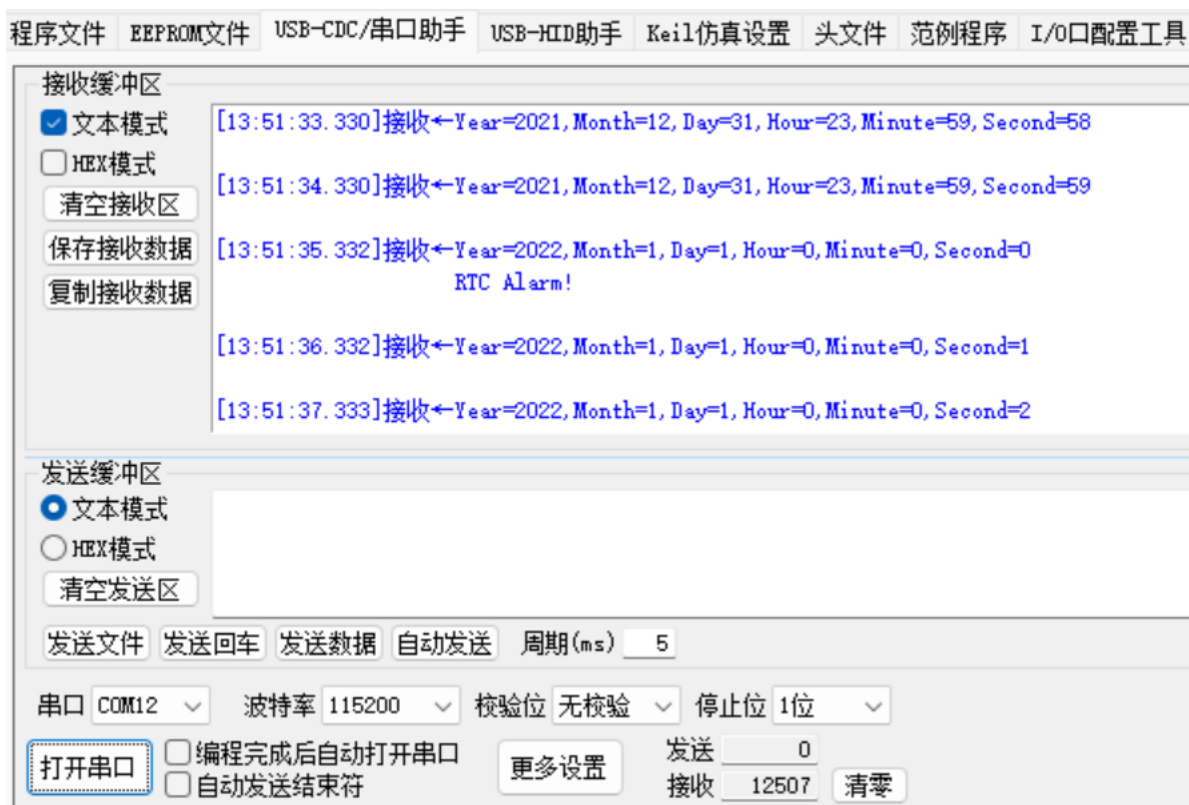 程序文件 EEPROM文件 USB-CDC/串口助手 USB-HID助手 Keil仿真设置 头文件 范例程序 I/O口配置工具
接收缓冲区
文本模式
HEX模式
清空接收区
保存接收数据
复制接收数据
[13:51:33.330]接收←Year=2021,Month=12,Day=31,Hour=23,Minute=59,Second=58
[13:51:34.330]接收←Year=2021,Month=12,Day=31,Hour=23,Minute=59,Second=59
[13:51:35.332]接收←Year=2022,Month=1,Day=1,Hour=0,Minute=0,Second=0
RTC Alarm!
[13:51:36.332]接收←Year=2022,Month=1,Day=1,Hour=0,Minute=0,Second=1
[13:51:37.333]接收←Year=2022,Month=1,Day=1,Hour=0,Minute=0,Second=2
发送缓冲区
文本模式
HEX模式
清空发送区
发送文件 发送回车 发送数据 自动发送 周期(ms) 5
串口 COM12 波特率 115200 校验位 无校验 停止位 1位
打开串口
编程完成后自动打开串口
自动发送结束符
更多设置
发送 0
接收 12507 清零